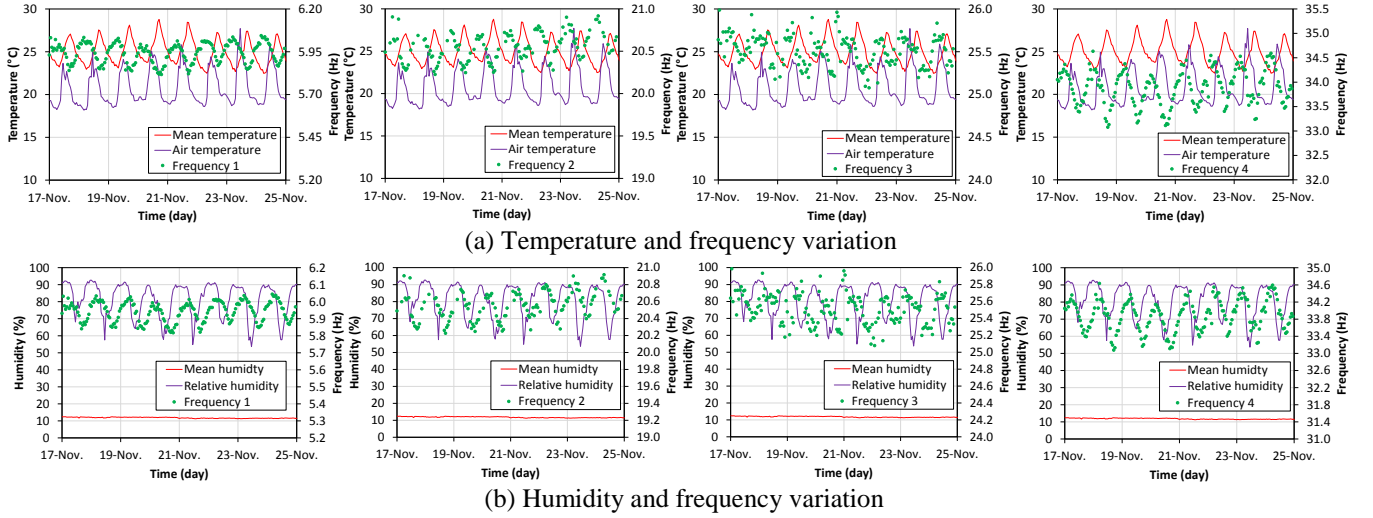 Temperature (°C)
30
25
20
15
10
Mean temperature
Air temperature
Frequency 1
6.20
5.95
5.70
5.45
5.20
Frequency (Hz)
17-Nov. 19-Nov. 21-Nov. 23-Nov. 25-Nov.
Time (day)
Temperature (°C)
30
25
20
15
10
Mean temperature
Air temperature
Frequency 2
21.0
20.5
20.0
19.5
19.0
Frequency (Hz)
17-Nov. 19-Nov. 21-Nov. 23-Nov. 25-Nov.
Time (day)
Temperature (°C)
30
25
20
15
10
Mean temperature
Air temperature
Frequency 3
26.0
25.5
25.0
24.5
24.0
Frequency (Hz)
17-Nov. 19-Nov. 21-Nov. 23-Nov. 25-Nov.
Time (day)
Temperature (°C)
30
25
20
15
10
Mean temperature
Air temperature
Frequency 4
35.5
35.0
34.5
34.0
33.5
33.0
32.5
32.0
Frequency (Hz)
17-Nov. 19-Nov. 21-Nov. 23-Nov. 25-Nov.
Time (day)
(a) Temperature and frequency variation
Humidity (%)
100
90
80
70
60
50
40
30
20
10
0
Mean humidty
Relative humidity
Frequency 1
6.2
6.1
6.0
5.9
5.8
5.7
5.6
5.5
5.4
5.3
5.2
Frequency (Hz)
17-Nov. 19-Nov. 21-Nov. 23-Nov. 25-Nov.
Time (day)
Humidity (%)
100
90
80
70
60
50
40
30
20
10
0
Mean humidty
Relative humidity
Frequency 2
21.0
20.8
20.6
20.4
20.2
20.0
19.8
19.6
19.4
19.2
19.0
Frequency (Hz)
17-Nov. 19-Nov. 21-Nov. 23-Nov. 25-Nov.
Time (day)
Humidity (%)
100
90
80
70
60
50
40
30
20
10
0
Mean humidty
Relative humidity
Frequency 3
26.0
25.8
25.6
25.4
25.2
25.0
24.8
24.6
24.4
24.2
24.0
Frequency (Hz)
17-Nov. 19-Nov. 21-Nov. 23-Nov. 25-Nov.
Time (day)
Humidity (%)
100
90
80
70
60
50
40
30
20
10
0
Mean humidty
Relative humidity
Frequency 4
35.0
34.6
34.2
33.8
33.4
33.0
32.6
32.2
31.8
31.4
31.0
Frequency (Hz)
17-Nov. 19-Nov. 21-Nov. 23-Nov. 25-Nov.
Time (day)
(b) Humidity and frequency variation